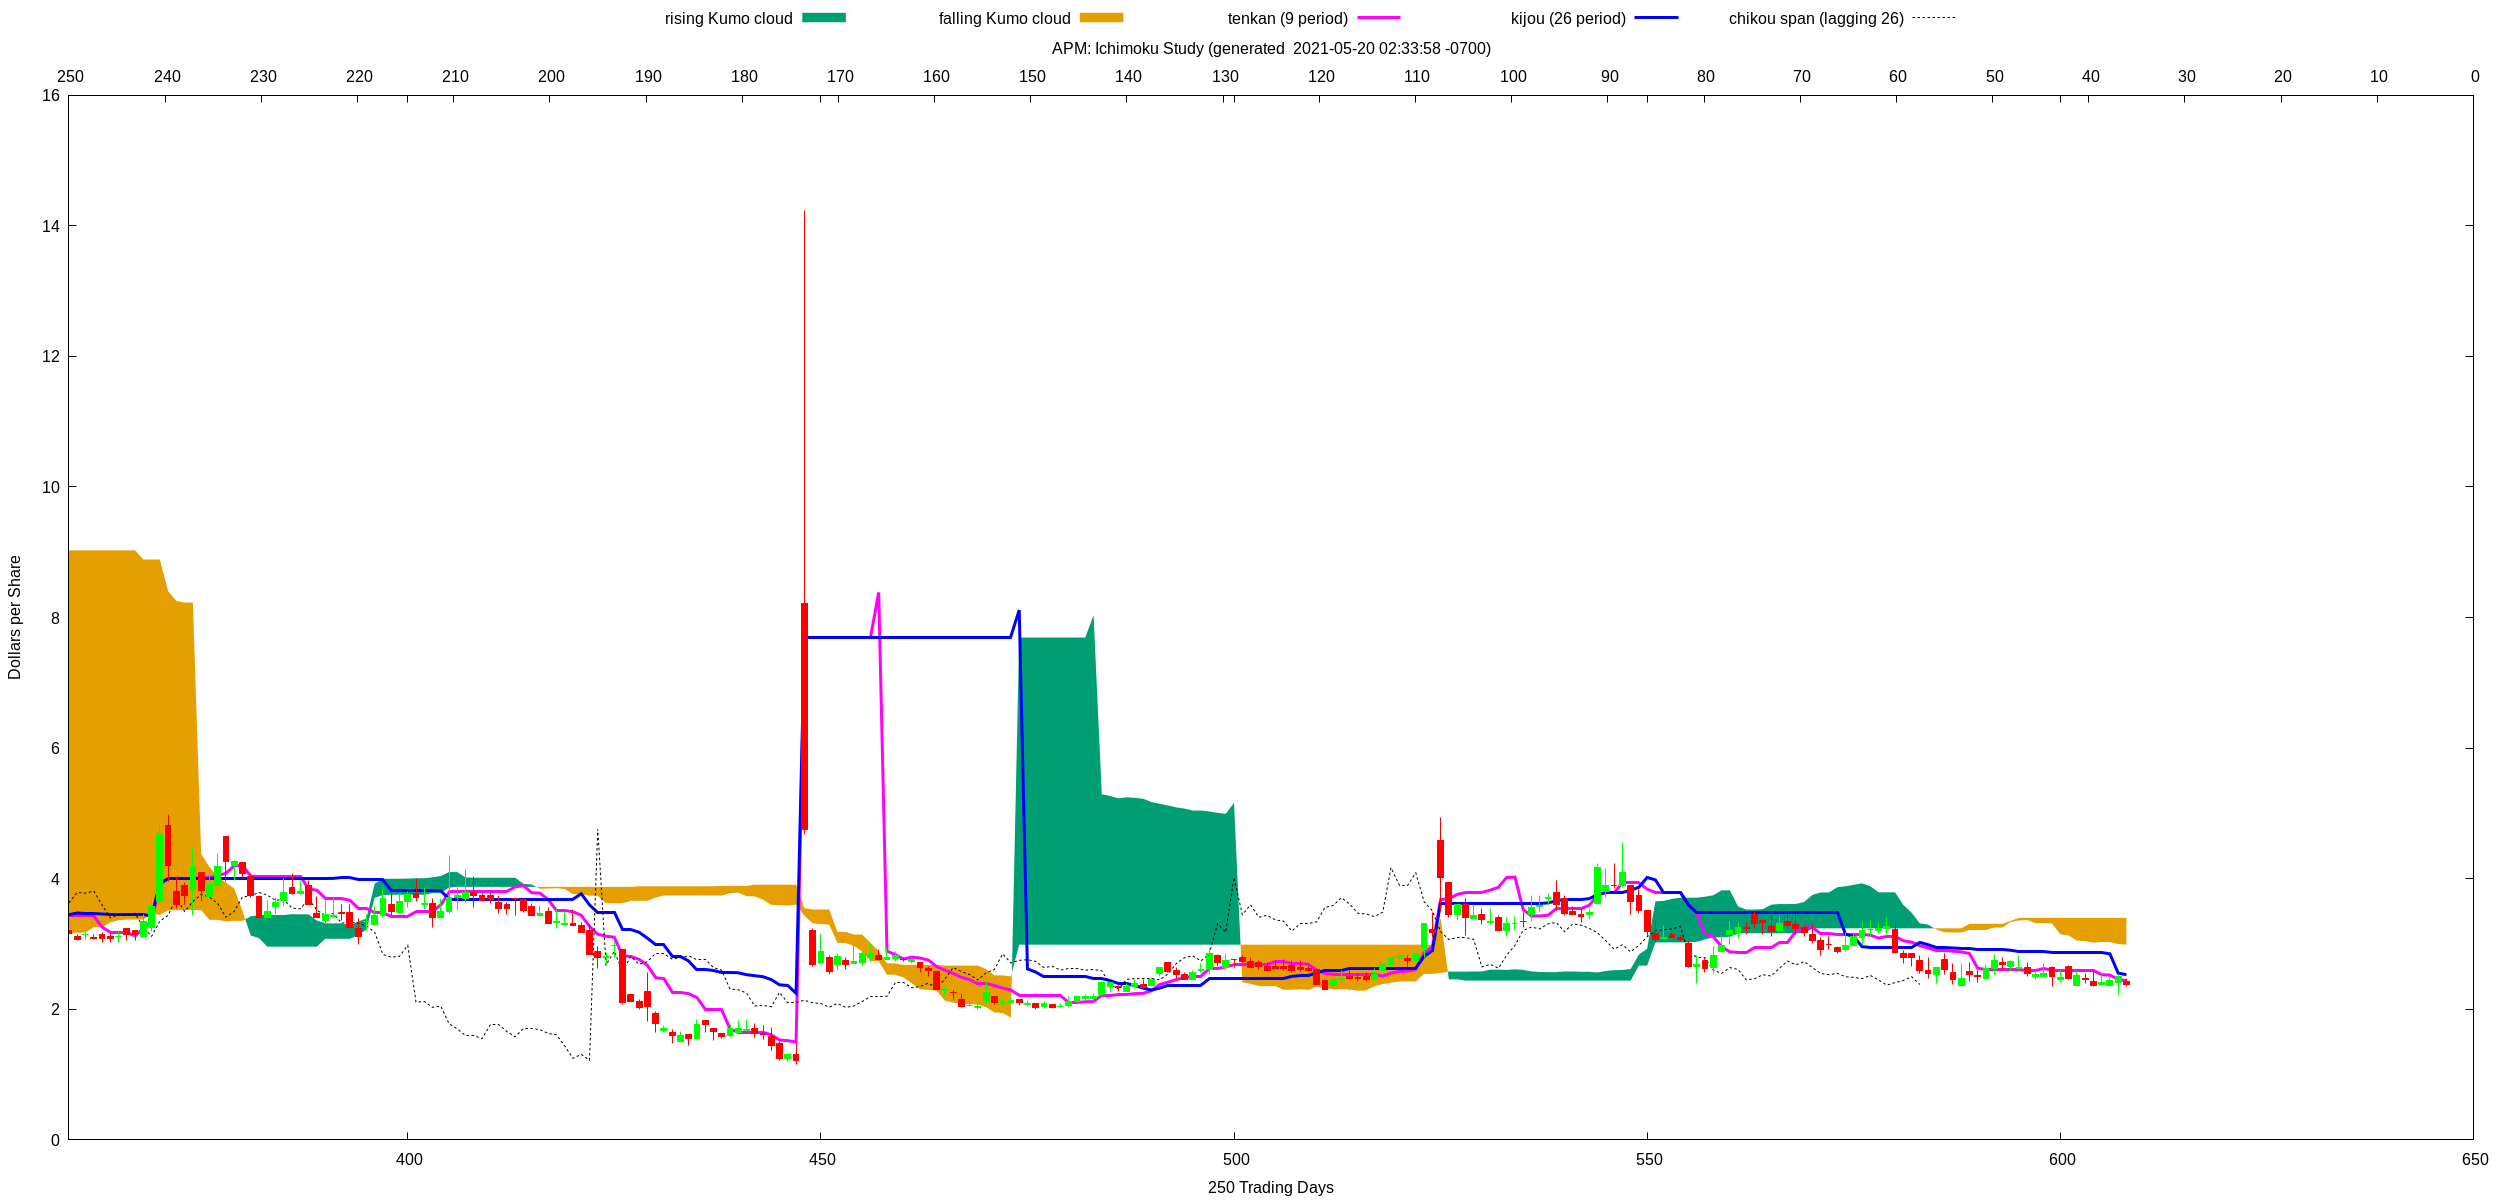 rising Kumo cloud falling Kumo cloud tenkan (9 period) kijou (26 period) chikou span (lagging 26)
APM: Ichimoku Study (generated  2021-05-20 02:33:58 -0700)
250 240 230 220 210 200 190 180 170 160 150 140 130 120 110 100 90 80 70 60 50 40 30 20 10 0
16
14
12
10
8
6
4
2
0
Dollars per Share
400 450 500 550 600 650
250 Trading Days